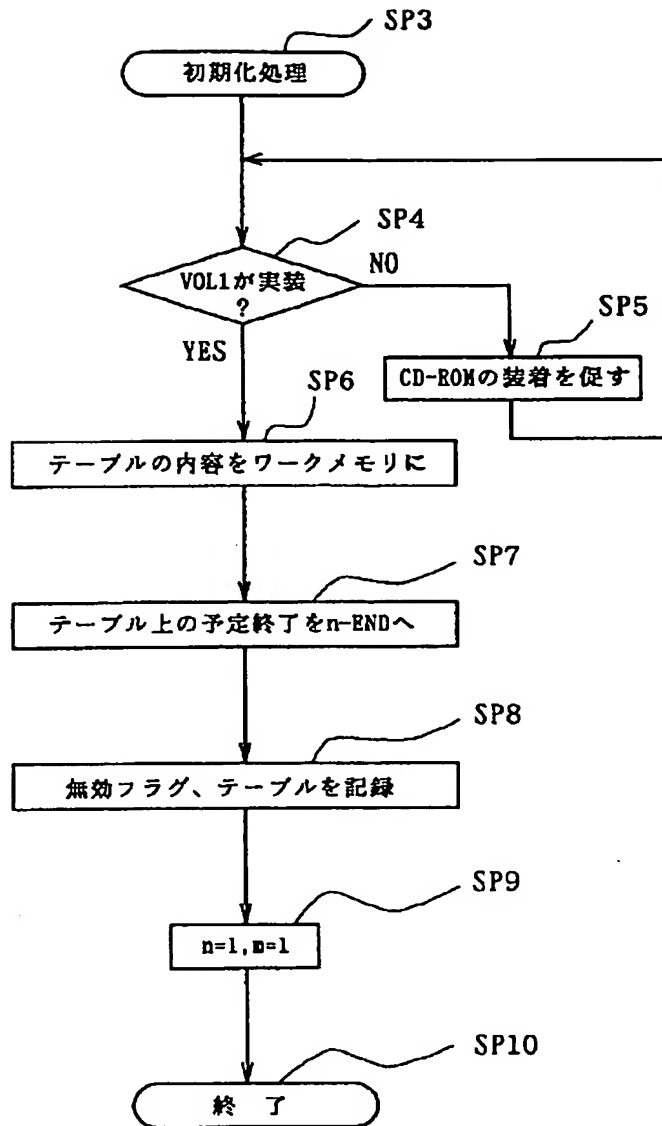 SP3
初期化処理
SP4
VOL1が実装
?
NO
YES
SP5
CD-ROMの装着を促す
SP6
テーブルの内容をワークメモリに
SP7
テーブル上の予定終了をn-ENDへ
SP8
無効フラグ、テーブルを記録
SP9
n=1,m=1
SP10
終 了